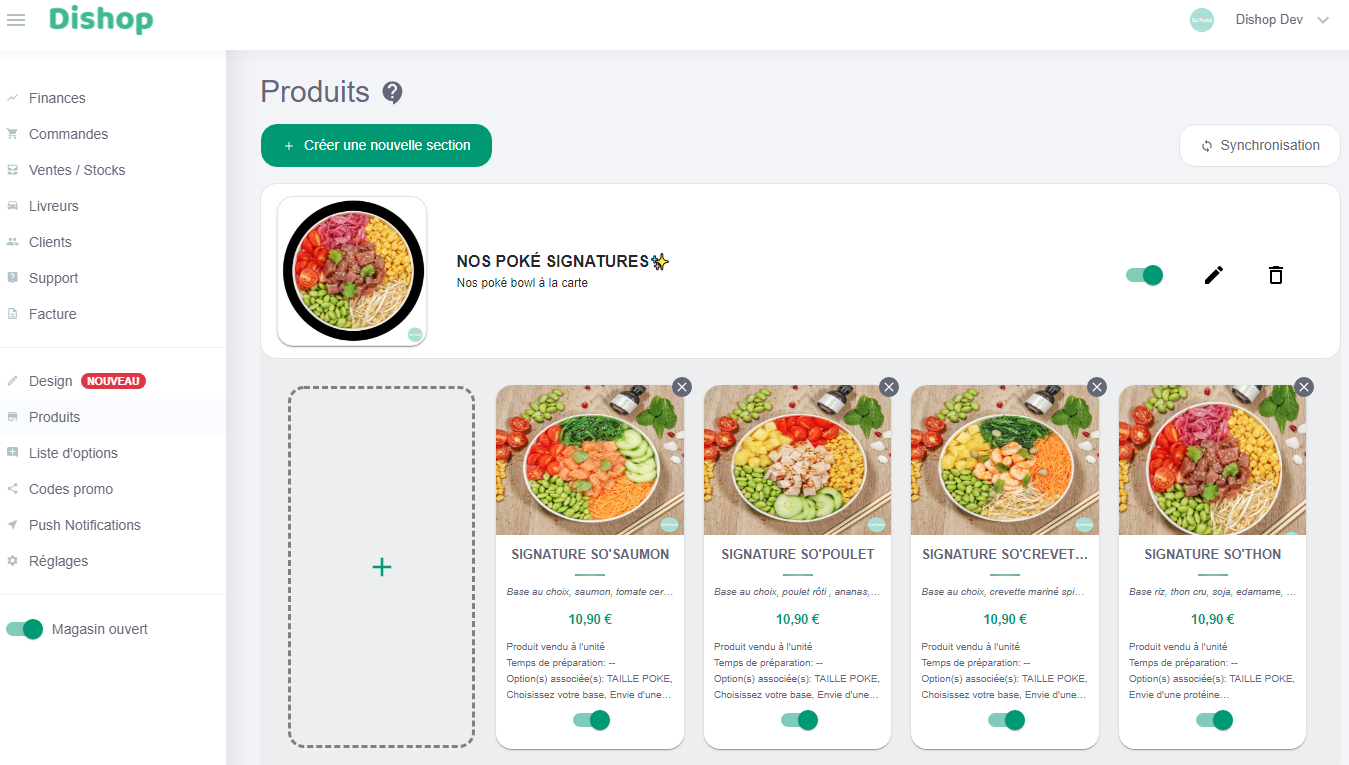 Dishop
Dishop Dev
Finances
Commandes
Ventes / Stocks
Livreurs
Clients
Support
Facture
Design NOUVEAU
Produits
Liste d'options
Codes promo
Push Notifications
Réglages
Magasin ouvert
Produits ?
+ Créer une nouvelle section
Synchronisation
NOS POKÉ SIGNATURES✨
Nos poké bowl à la carte
+
SIGNATURE SO'SAUMON
Base au choix, saumon, tomate cer…
10,90 €
Produit vendu à l'unité
Temps de préparation: --
Option(s) associée(s): TAILLE POKE,
Choisissez votre base, Envie d'une…
SIGNATURE SO'POULET
Base au choix, poulet rôti , ananas,…
10,90 €
Produit vendu à l'unité
Temps de préparation: --
Option(s) associée(s): TAILLE POKE,
Choisissez votre base, Envie d'une…
SIGNATURE SO'CREVET…
Base au choix, crevette mariné spi…
10,90 €
Produit vendu à l'unité
Temps de préparation: --
Option(s) associée(s): TAILLE POKE,
Choisissez votre base, Envie d'une…
SIGNATURE SO'THON
Base riz, thon cru, soja, edamame, …
10,90 €
Produit vendu à l'unité
Temps de préparation: --
Option(s) associée(s): TAILLE POKE,
Envie d'une protéine…